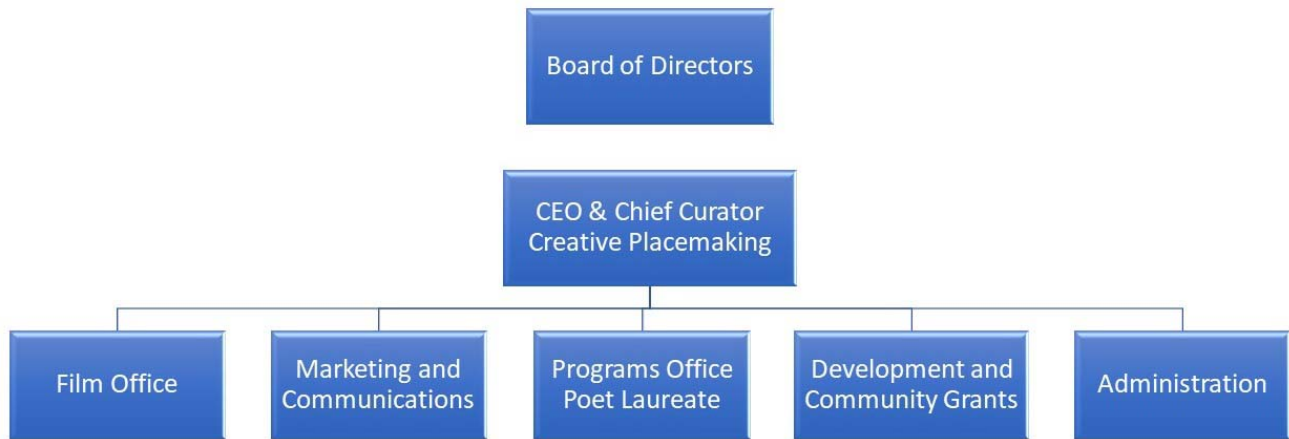 Board of Directors
CEO & Chief Curator
Creative Placemaking
Film Office
Marketing and
Communications
Programs Office
Poet Laureate
Development and
Community Grants
Administration